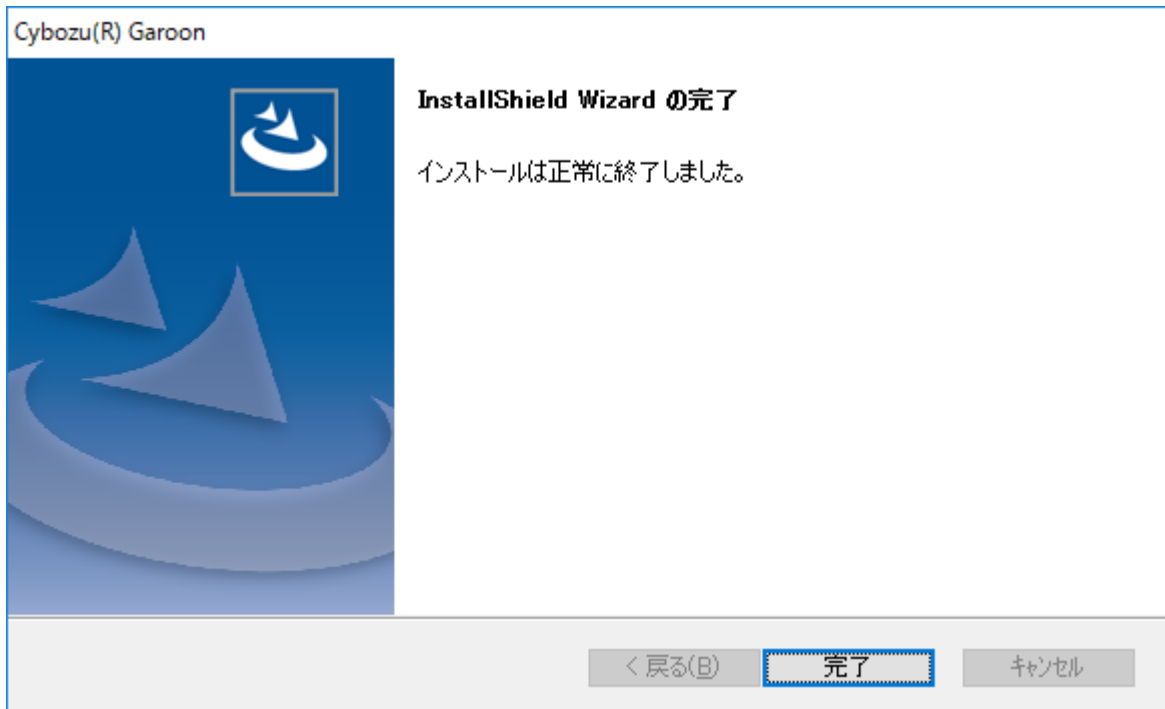 Cybozu(R) Garoon
InstallShield Wizard の完了
インストールは正常に終了しました。
< 戻る(B)
完了
キャンセル